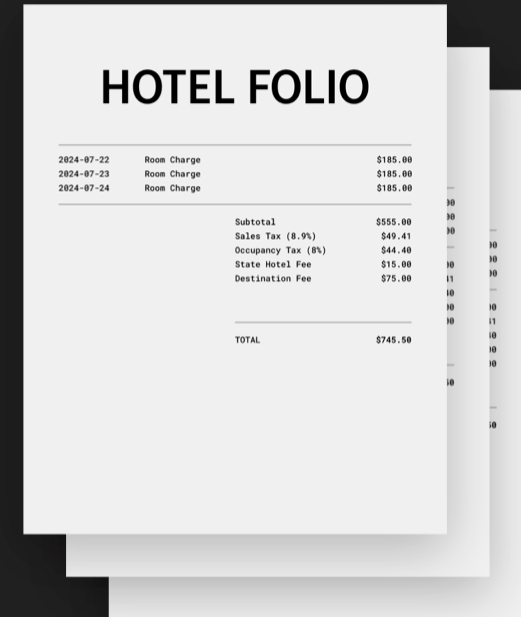 HOTEL FOLIO
2024-07-22 Room Charge $185.00
2024-07-23 Room Charge $185.00
2024-07-24 Room Charge $185.00
Subtotal $555.00
Sales Tax (8.9%) $49.41
Occupancy Tax (8%) $44.40
State Hotel Fee $15.00
Destination Fee $75.00
TOTAL $745.50